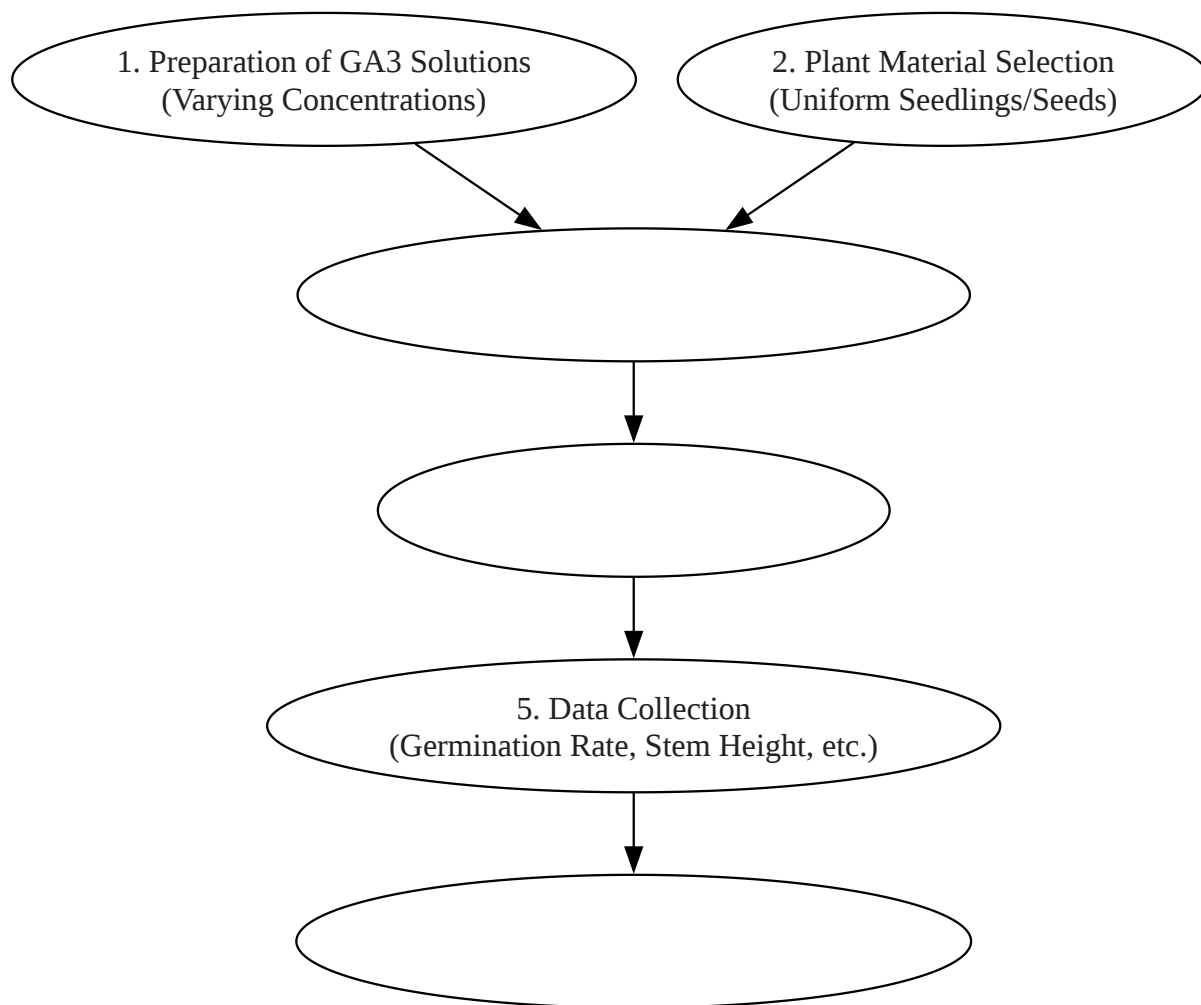 1. Preparation of GA3 Solutions
(Varying Concentrations)
2. Plant Material Selection
(Uniform Seedlings/Seeds)
5. Data Collection
(Germination Rate, Stem Height, etc.)